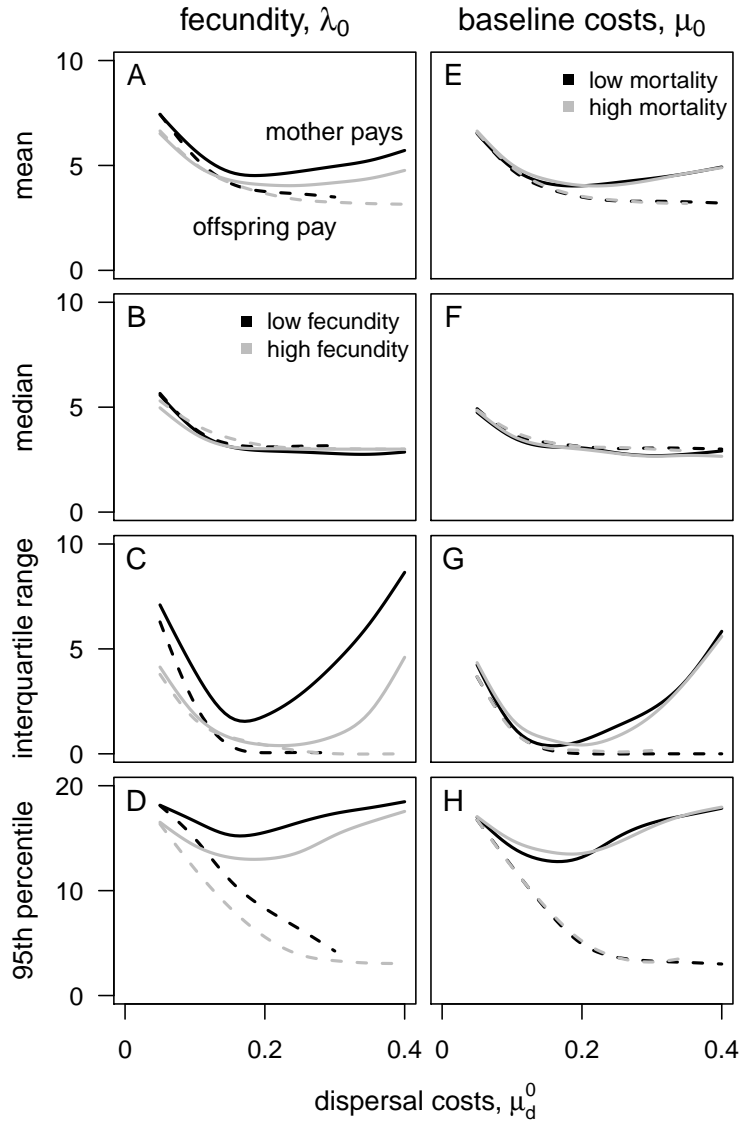 fecundity, λ0
baseline costs, μ0
mean
10
5
0
A
mother pays
offspring pay
E
low mortality
high mortality
median
10
5
0
B
low fecundity
high fecundity
F
interquartile range
10
5
0
C
G
95th percentile
20
10
0
D
H
0 0.2 0.4
0 0.2 0.4
dispersal costs, μ_d^0